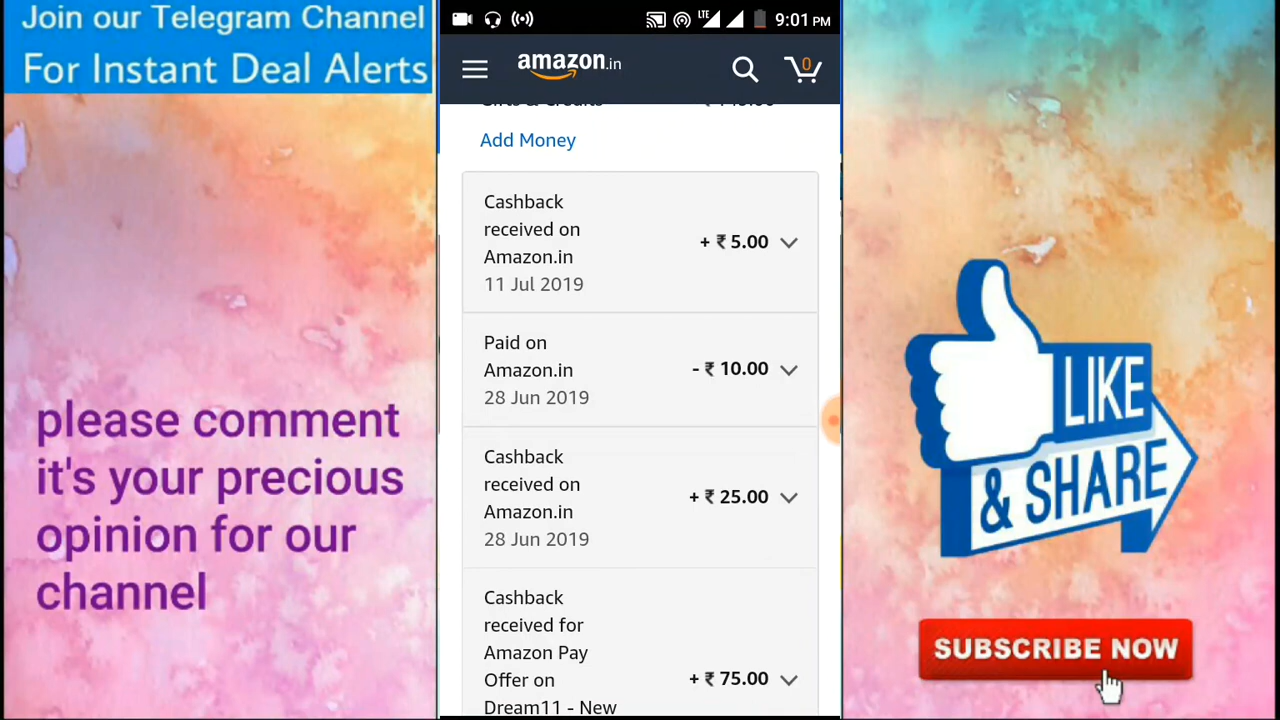 Join our Telegram Channel
For Instant Deal Alerts
please comment
it's your precious
opinion for our
channel
LTE
9:01 PM
amazon.in
0
Add Money
Cashback
received on
Amazon.in
11 Jul 2019
+ ₹ 5.00
Paid on
Amazon.in
28 Jun 2019
- ₹ 10.00
Cashback
received on
Amazon.in
28 Jun 2019
+ ₹ 25.00
Cashback
received for
Amazon Pay
Offer on
Dream11 - New
+ ₹ 75.00
LIKE
& SHARE
SUBSCRIBE NOW